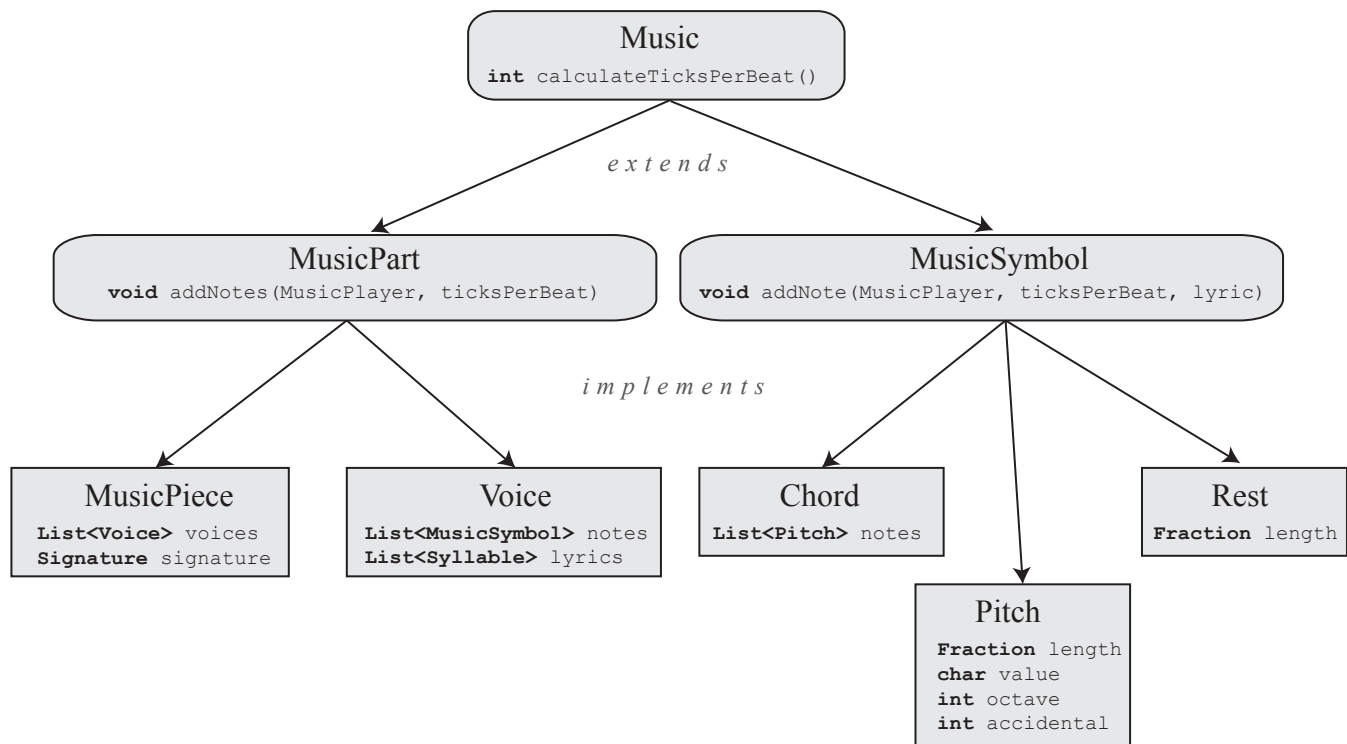 Music
int calculateTicksPerBeat()
extends
MusicPart
void addNotes(MusicPlayer, ticksPerBeat)
MusicSymbol
void addNote(MusicPlayer, ticksPerBeat, lyric)
implements
MusicPiece
List<Voice> voices
Signature signature
Voice
List<MusicSymbol> notes
List<Syllable> lyrics
Chord
List<Pitch> notes
Rest
Fraction length
Pitch
Fraction length
char value
int octave
int accidental